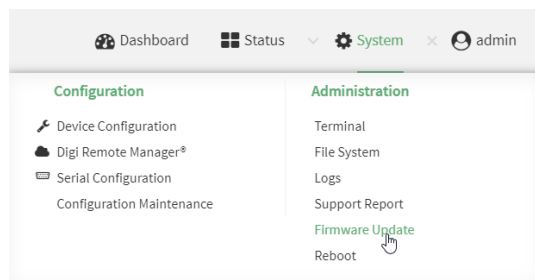 Dashboard Status System admin
Configuration
Device Configuration
Digi Remote Manager®
Serial Configuration
Configuration Maintenance
Administration
Terminal
File System
Logs
Support Report
Firmware Update
Reboot